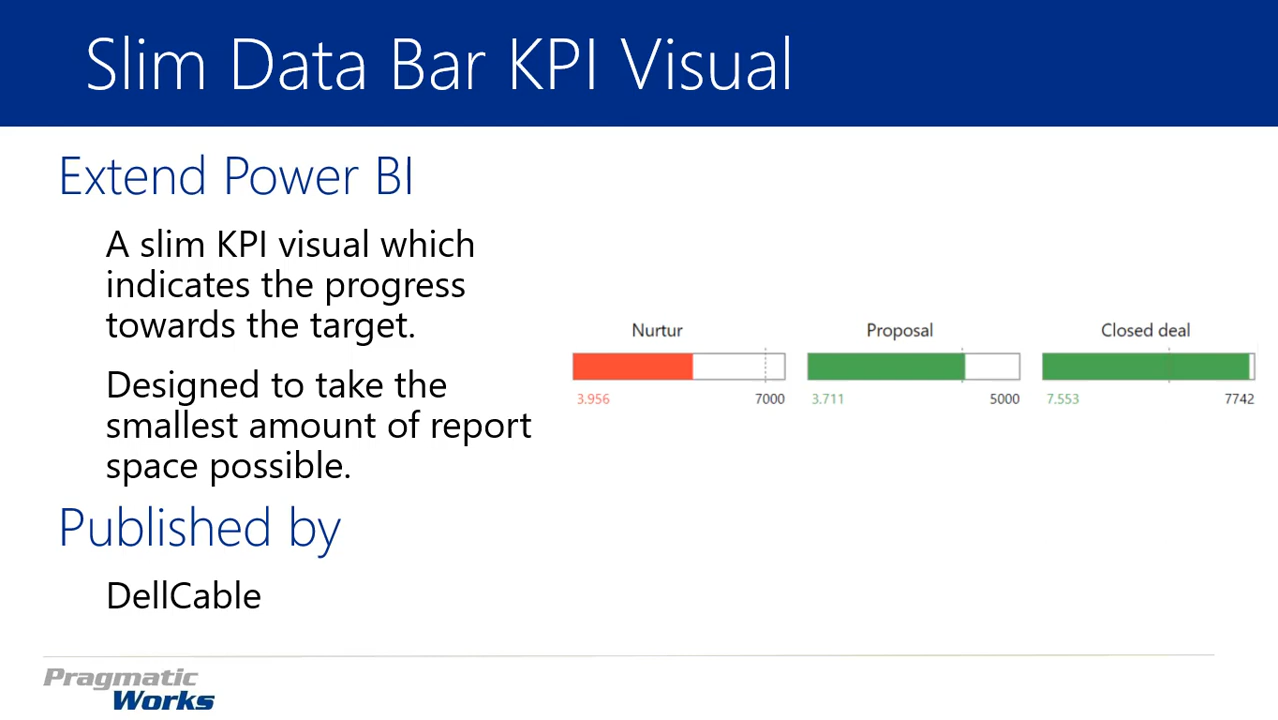 Slim Data Bar KPI Visual
Extend Power BI
A slim KPI visual which
indicates the progress
towards the target.
Designed to take the
smallest amount of report
space possible.
Published by
DellCable
Nurtur
3.956 7000
Proposal
3.711 5000
Closed deal
7.553 7742
Pragmatic
Works